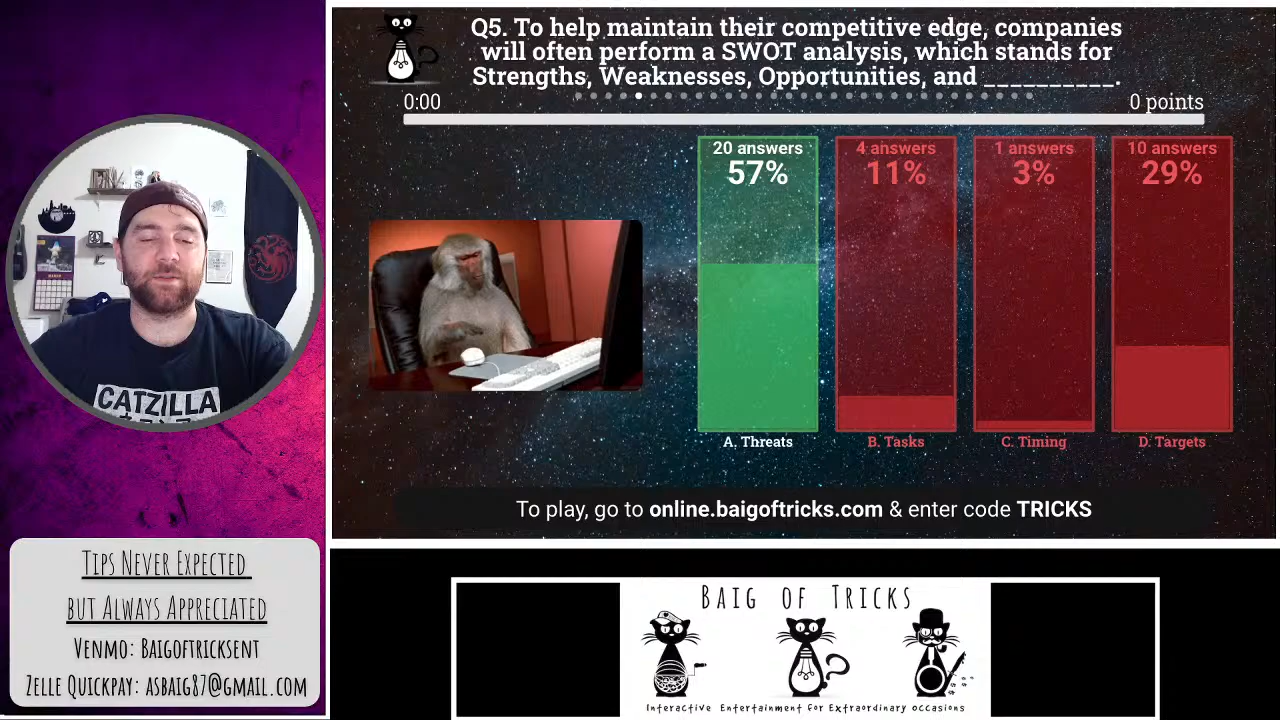 Q5. To help maintain their competitive edge, companies
will often perform a SWOT analysis, which stands for
Strengths, Weaknesses, Opportunities, and __________.
0:00
0 points
20 answers
57%
4 answers
11%
1 answers
3%
10 answers
29%
A. Threats
B. Tasks
C. Timing
D. Targets
To play, go to online.baigoftricks.com & enter code TRICKS
CATZILLA
Tips Never Expected
but Always Appreciated
Venmo: Baigoftricksent
Zelle Quickpay: asbaig87@gmail.com
Baig of Tricks
Interactive Entertainment for Extraordinary occasions